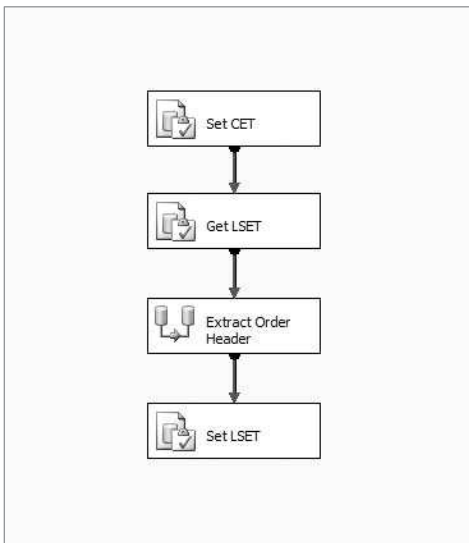 Set CET
Get LSET
Extract Order
Header
Set LSET